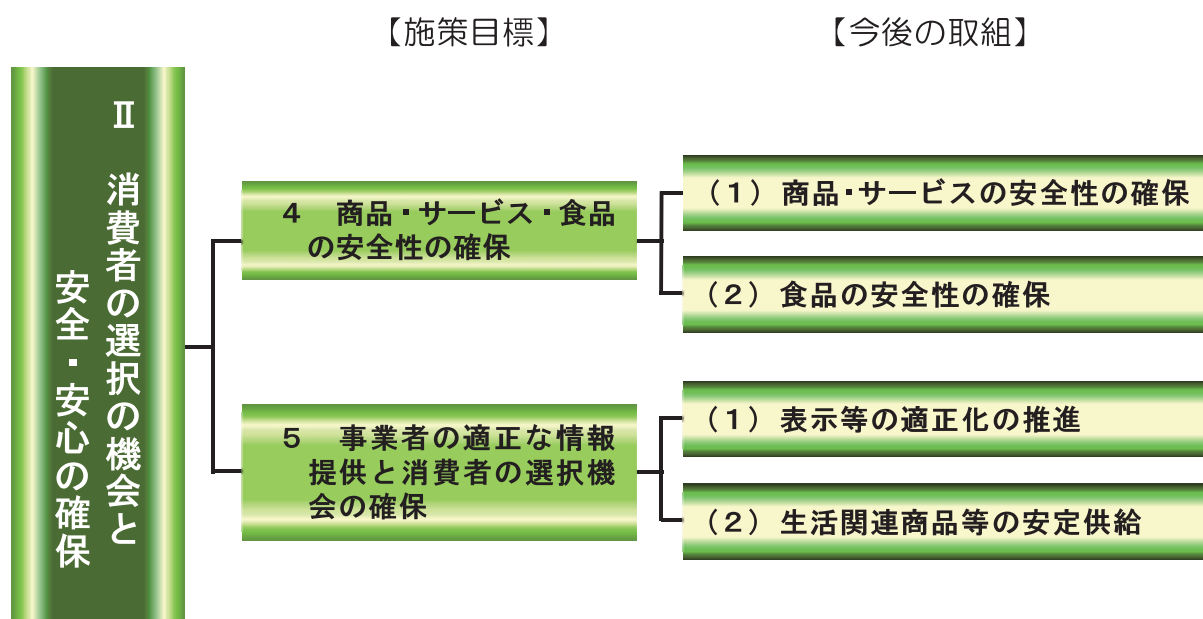 【施策目標】
【今後の取組】
Ⅱ 消費者の選択の機会と
安全・安心の確保
4 商品・サービス・食品
の安全性の確保
（1）商品・サービスの安全性の確保
（2）食品の安全性の確保
5 事業者の適正な情報
提供と消費者の選択機
会の確保
（1）表示等の適正化の推進
（2）生活関連商品等の安定供給